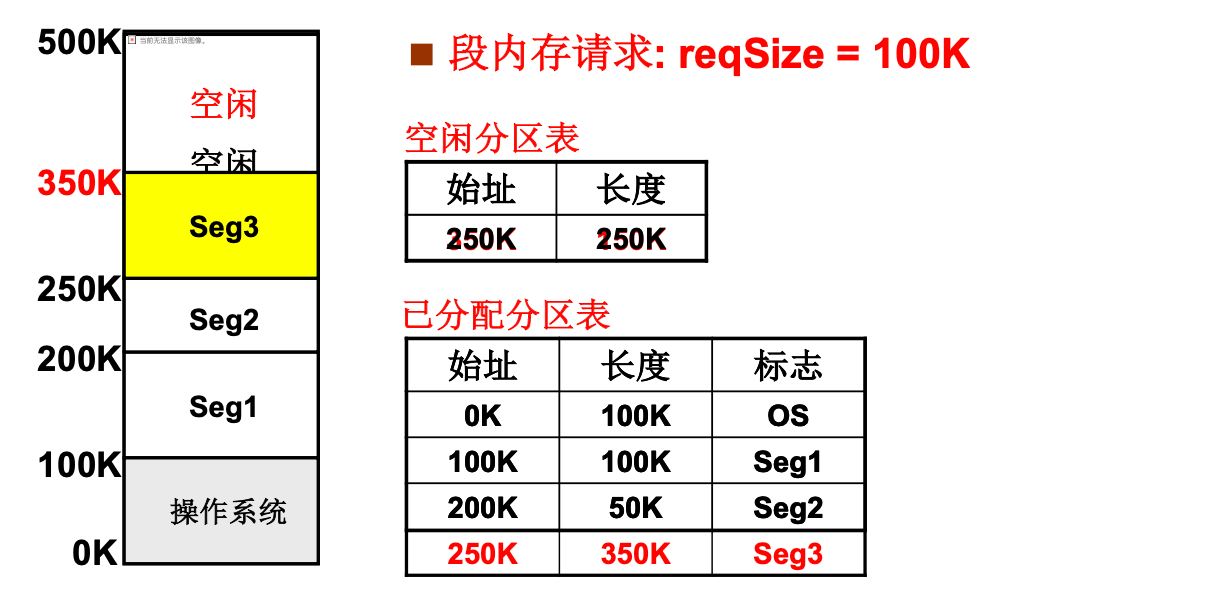 500K
当前无法显示该图像。
空闲
空闲
350K
Seg3
250K
Seg2
200K
Seg1
100K
操作系统
0K
段内存请求: reqSize = 100K
空闲分区表
始址 长度
已分配分区表
始址 长度 标志
0K 100K OS
100K 100K Seg1
200K 50K Seg2
250K 350K Seg3